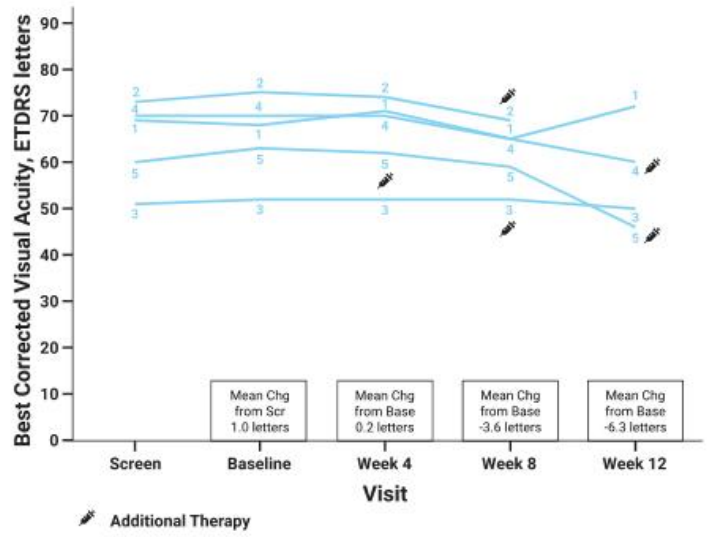 Best Corrected Visual Acuity, ETDRS letters
90
80
70
60
50
40
30
20
10
0
2
4
1
5
3
2
4
1
5
3
2
1
4
5
3
2
1
4
5
3
1
4
3
5
Mean Chg
from Scr
1.0 letters
Mean Chg
from Base
0.2 letters
Mean Chg
from Base
-3.6 letters
Mean Chg
from Base
-6.3 letters
Screen
Baseline
Week 4
Week 8
Week 12
Visit
Additional Therapy